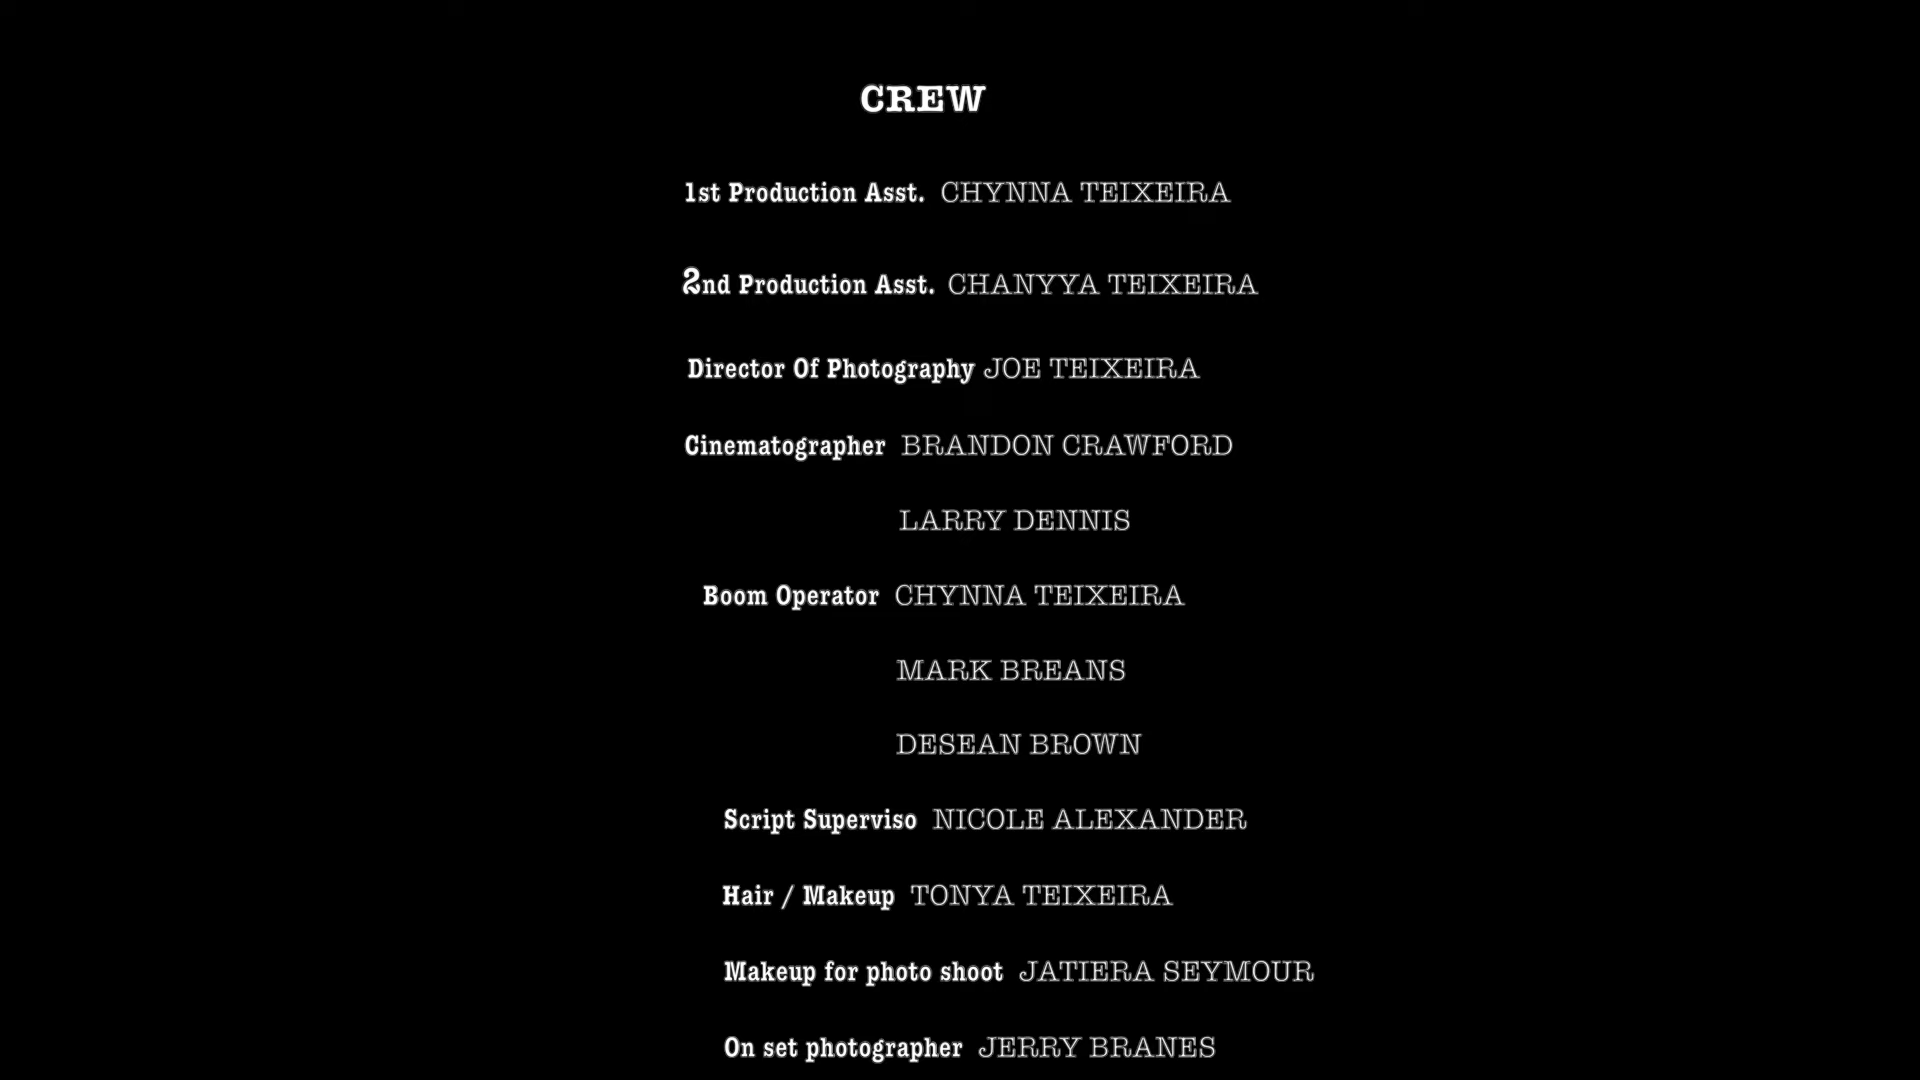 CREW
1st Production Asst. CHYNNA TEIXEIRA
2nd Production Asst. CHANYYA TEIXEIRA
Director Of Photography JOE TEIXEIRA
Cinematographer BRANDON CRAWFORD
LARRY DENNIS
Boom Operator CHYNNA TEIXEIRA
MARK BREANS
DESEAN BROWN
Script Superviso NICOLE ALEXANDER
Hair / Makeup TONYA TEIXEIRA
Makeup for photo shoot JATIERA SEYMOUR
On set photographer JERRY BRANES